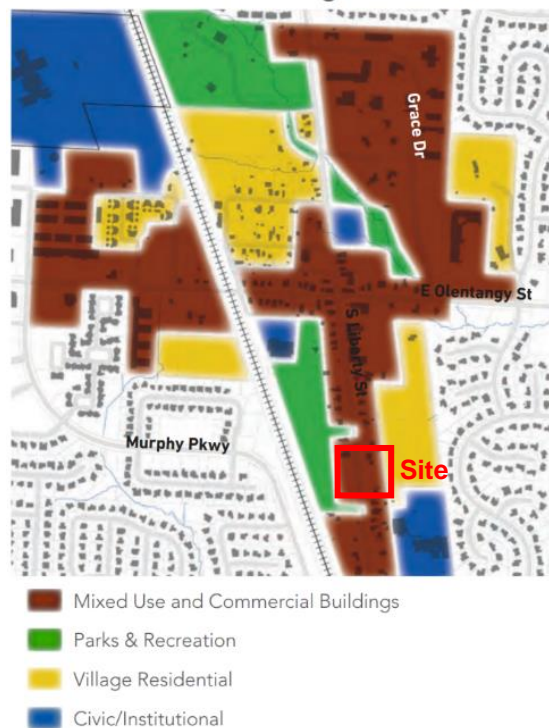 Grace Dr
E Olentangy St
S Liberty St
Murphy Pkwy
Site
Mixed Use and Commercial Buildings
Parks & Recreation
Village Residential
Civic/Institutional